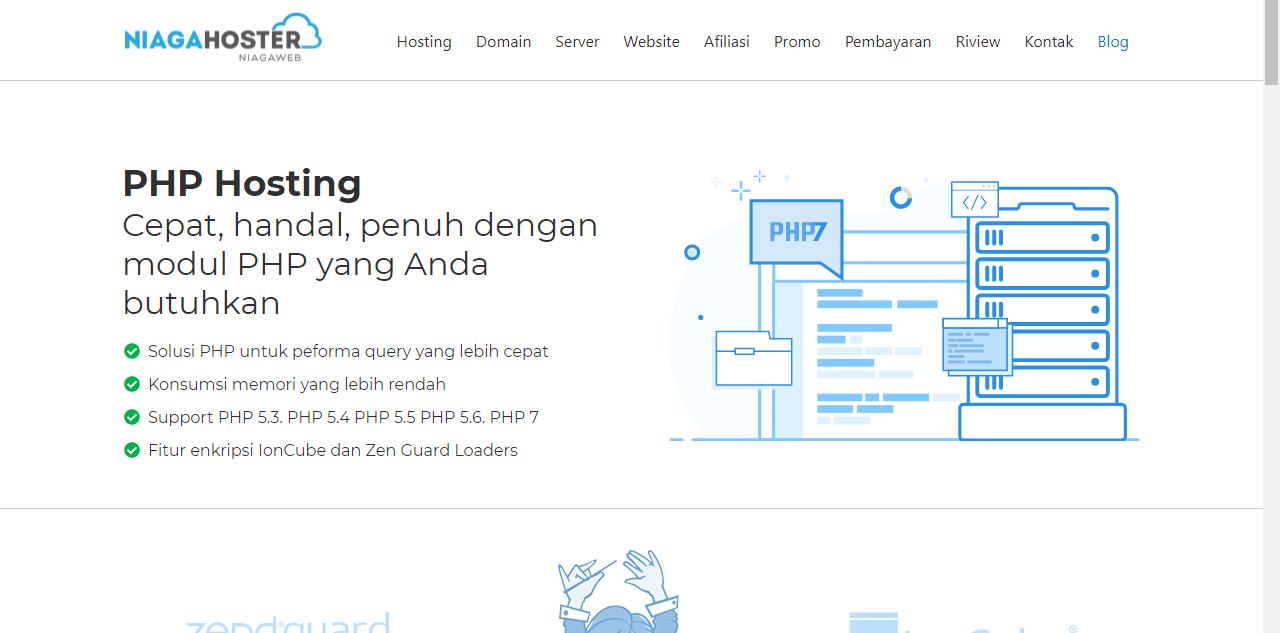 NIAGAHOSTER
NIAGAWEB
Hosting Domain Server Website Afiliasi Promo Pembayaran Riview Kontak Blog
PHP Hosting
Cepat, handal, penuh dengan
modul PHP yang Anda
butuhkan
Solusi PHP untuk peforma query yang lebih cepat
Konsumsi memori yang lebih rendah
Support PHP 5.3. PHP 5.4 PHP 5.5 PHP 5.6. PHP 7
Fitur enkripsi IonCube dan Zen Guard Loaders
</>
PHP7
zend®guard